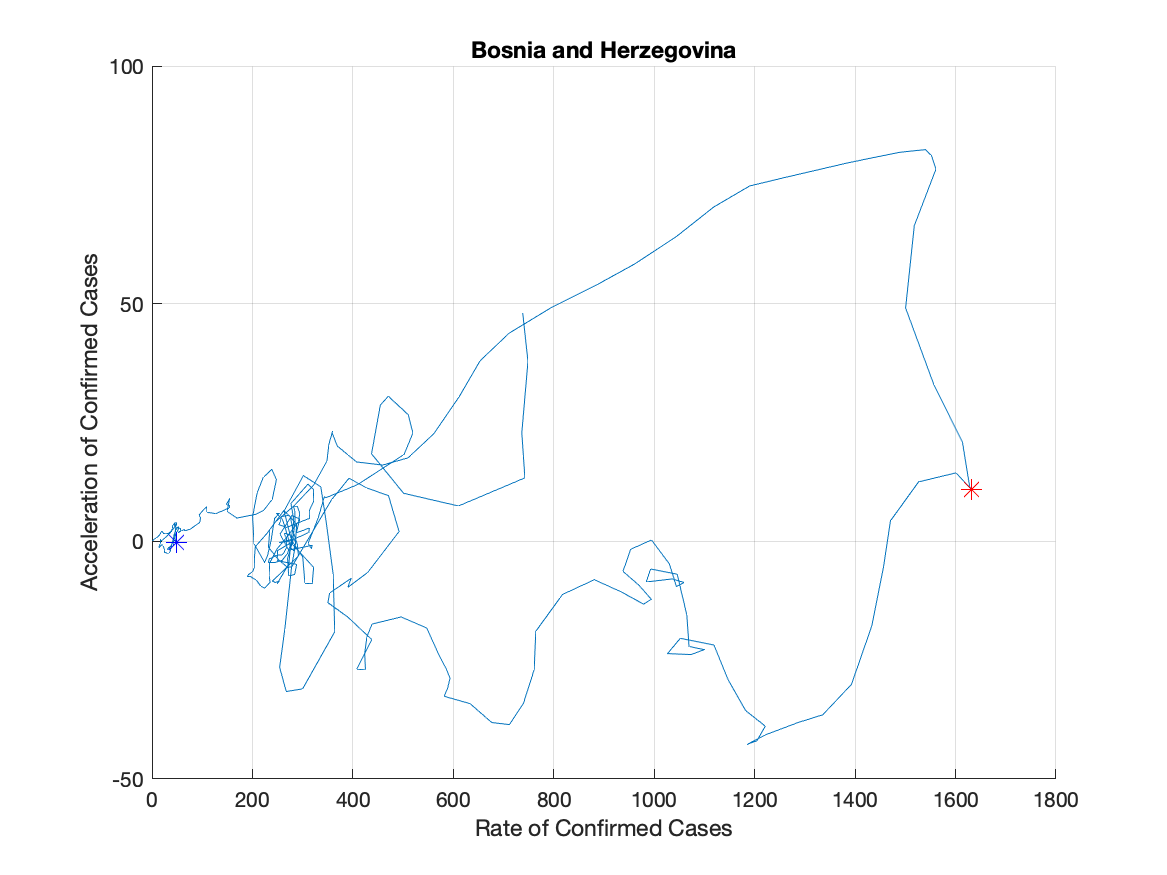 Bosnia and Herzegovina
100
50
0
-50
Acceleration of Confirmed Cases
0 200 400 600 800 1000 1200 1400 1600 1800
Rate of Confirmed Cases